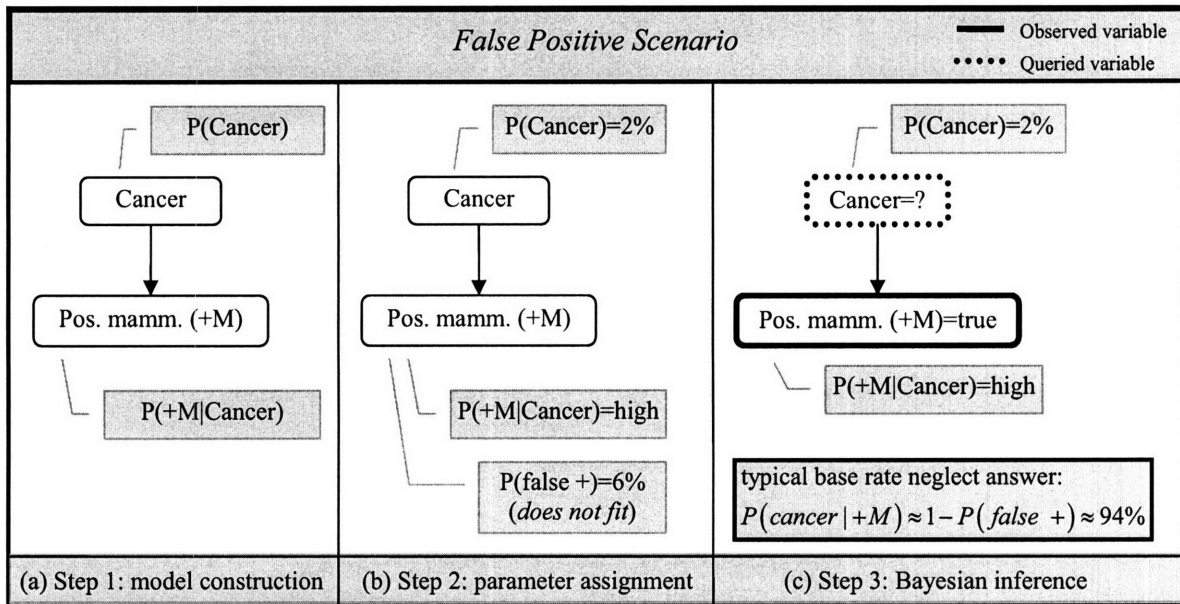 False Positive Scenario
Observed variable
Queried variable
P(Cancer)
Cancer
Pos. mamm. (+M)
P(+M|Cancer)
(a) Step 1: model construction
P(Cancer)=2%
Cancer
Pos. mamm. (+M)
P(+M|Cancer)=high
P(false +)=6%
(does not fit)
(b) Step 2: parameter assignment
P(Cancer)=2%
Cancer=?
Pos. mamm. (+M)=true
P(+M|Cancer)=high
typical base rate neglect answer:
P(cancer | +M) ≈ 1 − P(false +) ≈ 94%
(c) Step 3: Bayesian inference